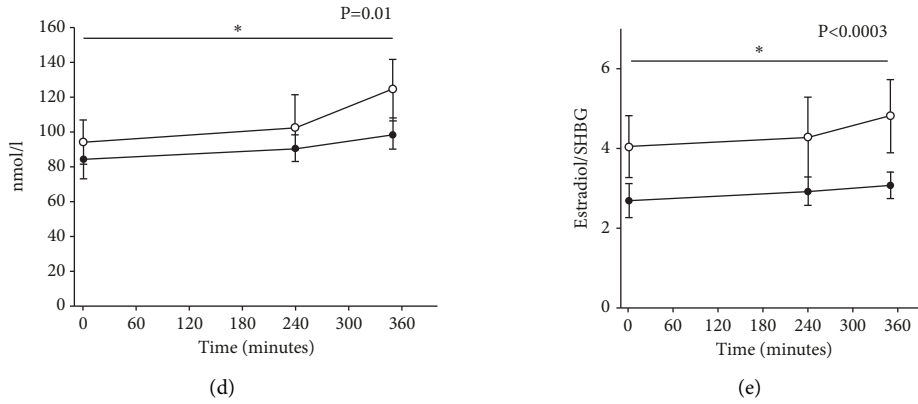 P=0.01
*
160
140
120
100
80
60
40
20
0
nmol/l
0 60 120 180 240 300 360
Time (minutes)
(d)
P<0.0003
*
6
4
2
0
Estradiol/SHBG
0 60 120 180 240 300 360
Time (minutes)
(e)